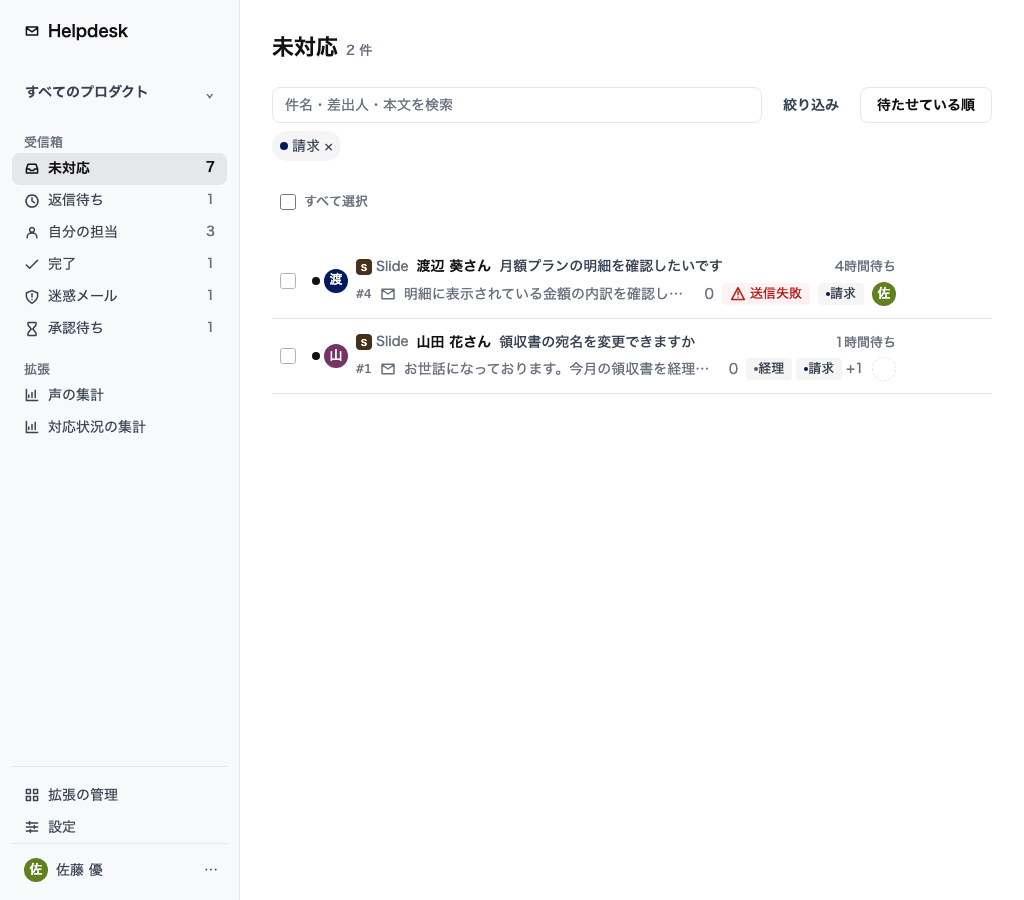 Helpdesk
すべてのプロダクト
受信箱
未対応 7
返信待ち 1
自分の担当 3
完了 1
迷惑メール 1
承認待ち 1
拡張
声の集計
対応状況の集計
拡張の管理
設定
佐 佐藤 優 …
未対応 2 件
件名・差出人・本文を検索 絞り込み 待たせている順
請求 ×
すべて選択
渡 S Slide 渡辺 葵さん 月額プランの明細を確認したいです 4時間待ち
#4 明細に表示されている金額の内訳を確認し… 0 送信失敗 •請求 佐
山 S Slide 山田 花さん 領収書の宛名を変更できますか 1時間待ち
#1 お世話になっております。今月の領収書を経理… 0 •経理 •請求 +1